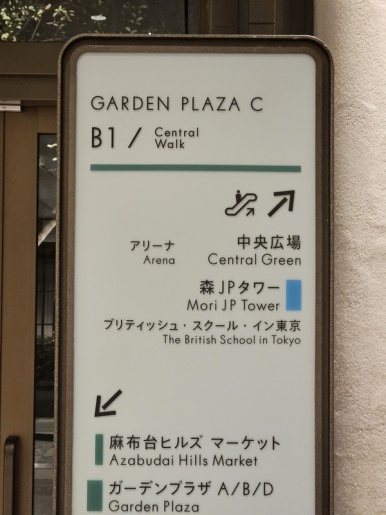 GARDEN PLAZA C
B1 / Central Walk
アリーナ 中央広場
Arena Central Green
森JPタワー
Mori JP Tower
ブリティッシュ・スクール・イン東京
The British School in Tokyo
麻布台ヒルズ マーケット
Azabudai Hills Market
ガーデンプラザ A/B/D
Garden Plaza